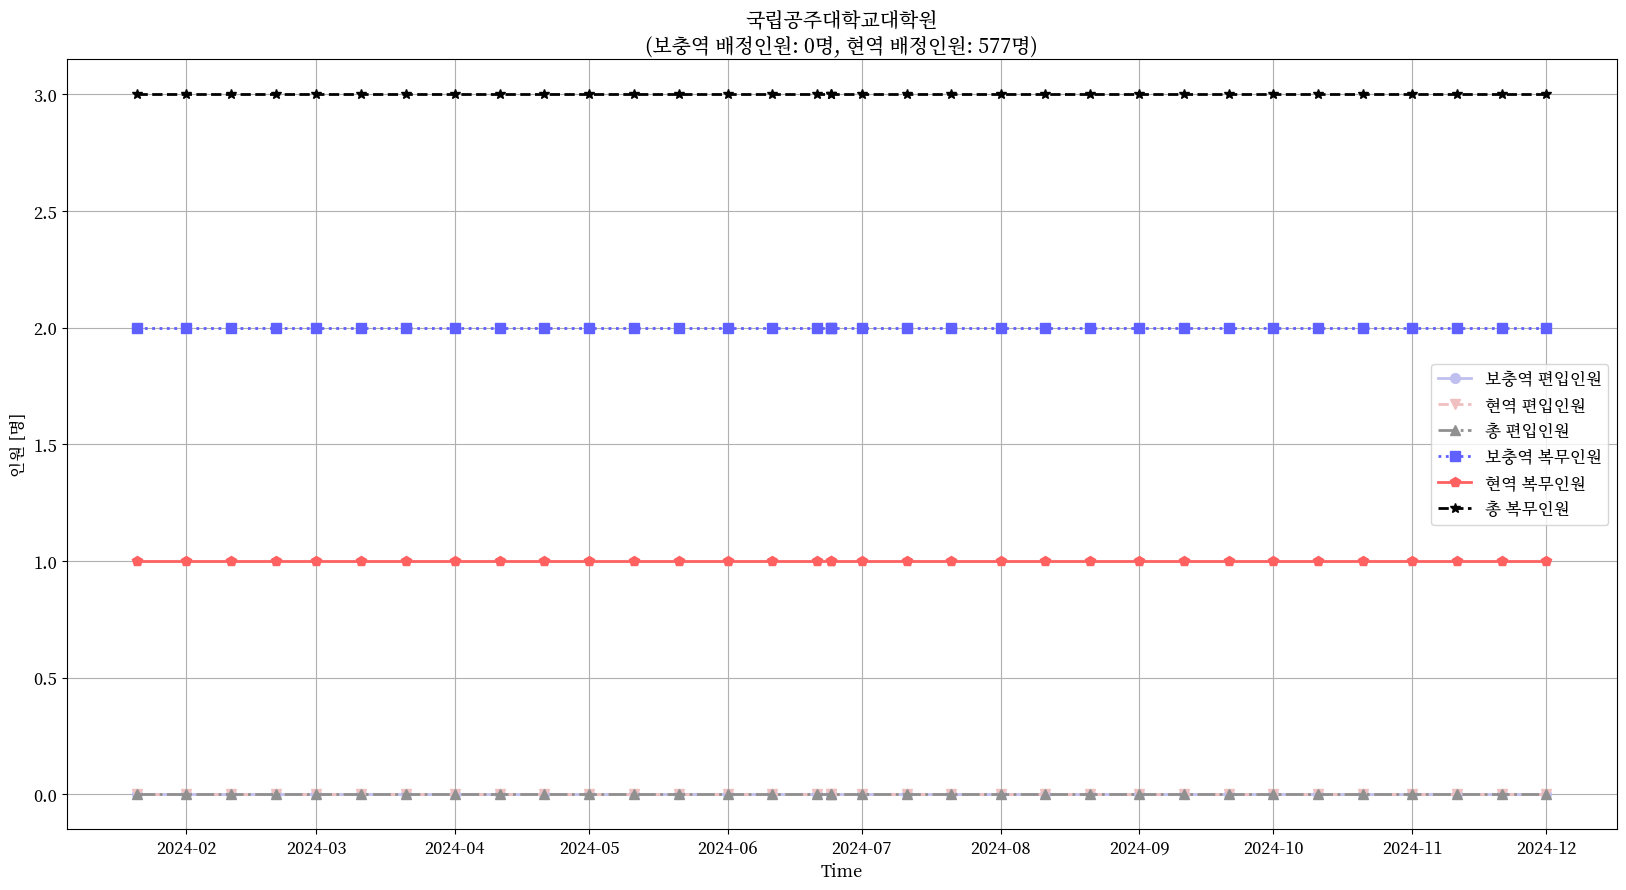 국립공주대학교대학원
(보충역 배정인원: 0명, 현역 배정인원: 577명)
3.0
2.5
2.0
1.5
1.0
0.5
0.0
인원 [명]
보충역 편입인원
현역 편입인원
총 편입인원
보충역 복무인원
현역 복무인원
총 복무인원
2024-02
2024-03
2024-04
2024-05
2024-06
2024-07
2024-08
2024-09
2024-10
2024-11
2024-12
Time